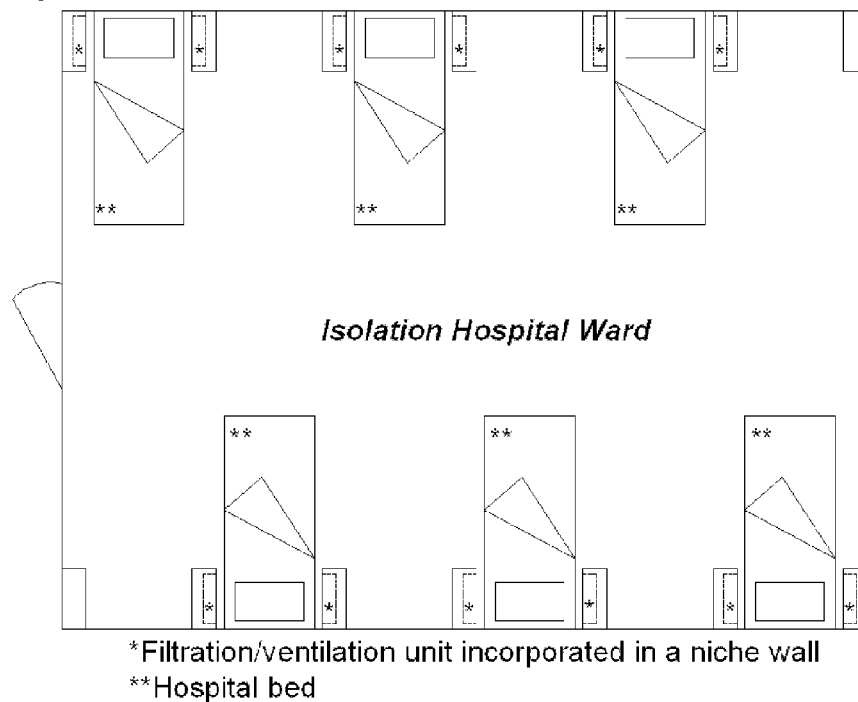 * * * * * *
** ** **
Isolation Hospital Ward
** ** **
* * * * * *
*Filtration/ventilation unit incorporated in a niche wall
**Hospital bed